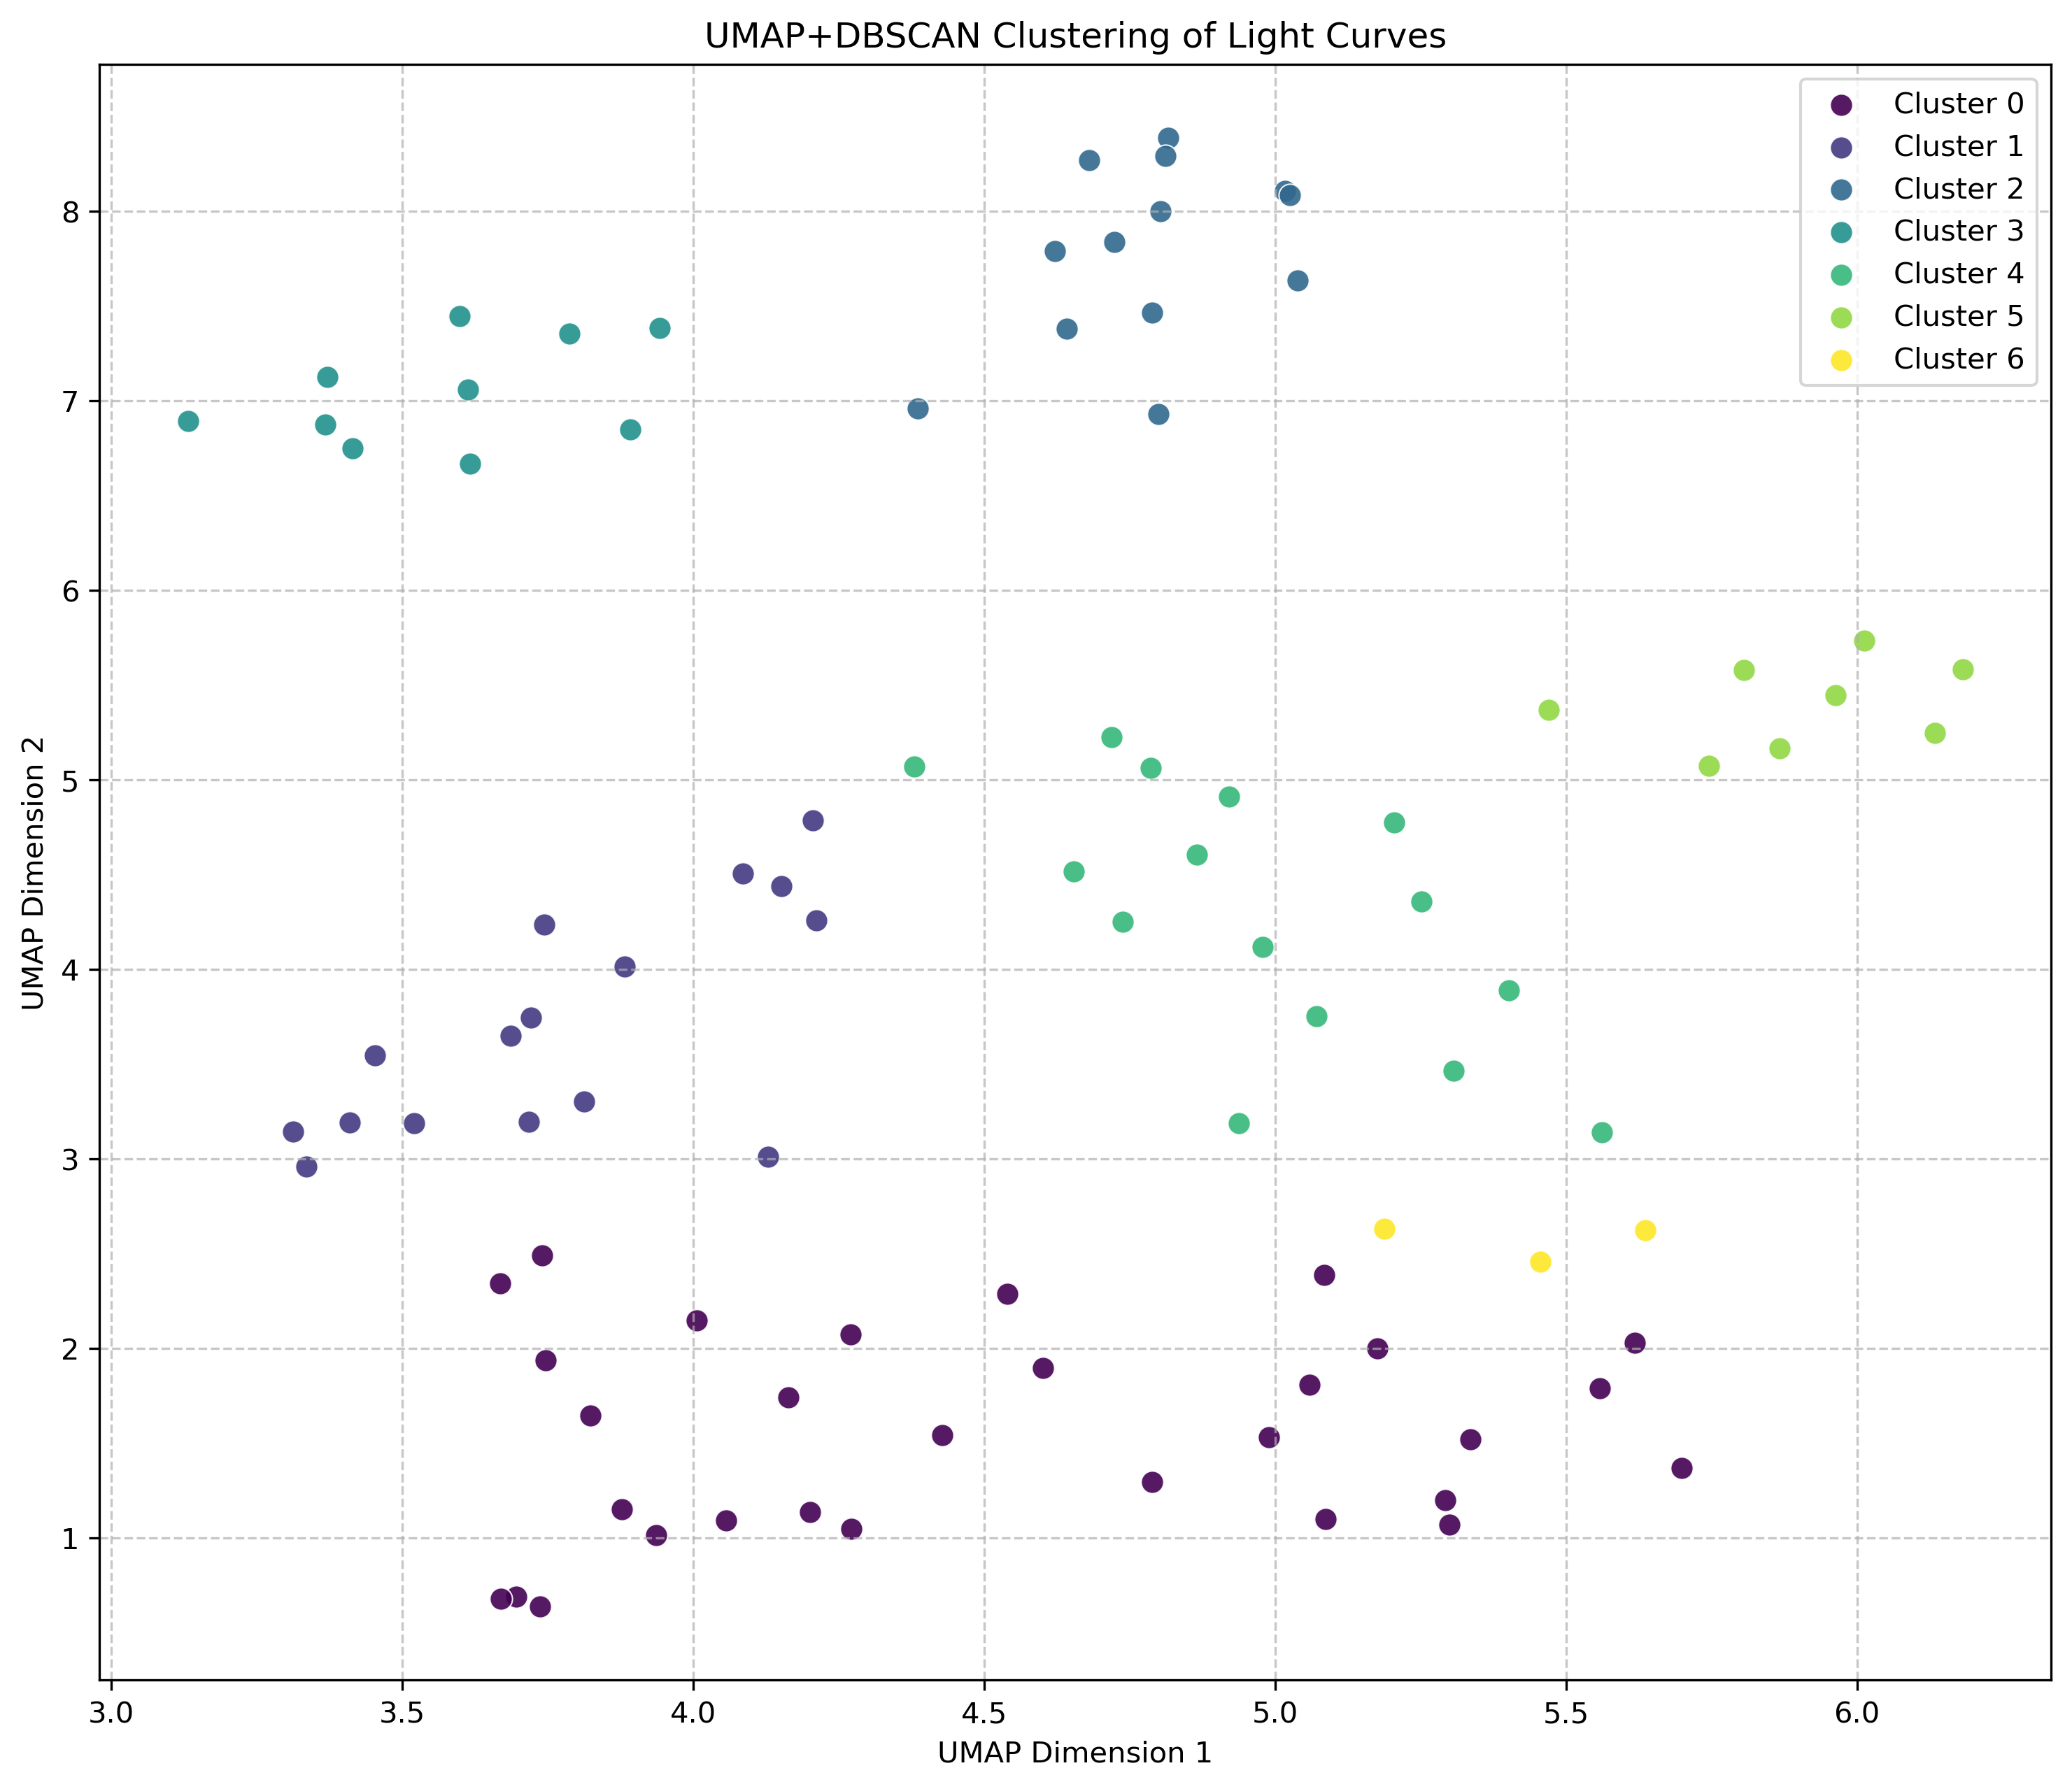 UMAP+DBSCAN Clustering of Light Curves
Cluster 0
Cluster 1
Cluster 2
Cluster 3
Cluster 4
Cluster 5
Cluster 6
8
7
6
5
4
3
2
1
UMAP Dimension 2
3.0 3.5 4.0 4.5 5.0 5.5 6.0
UMAP Dimension 1